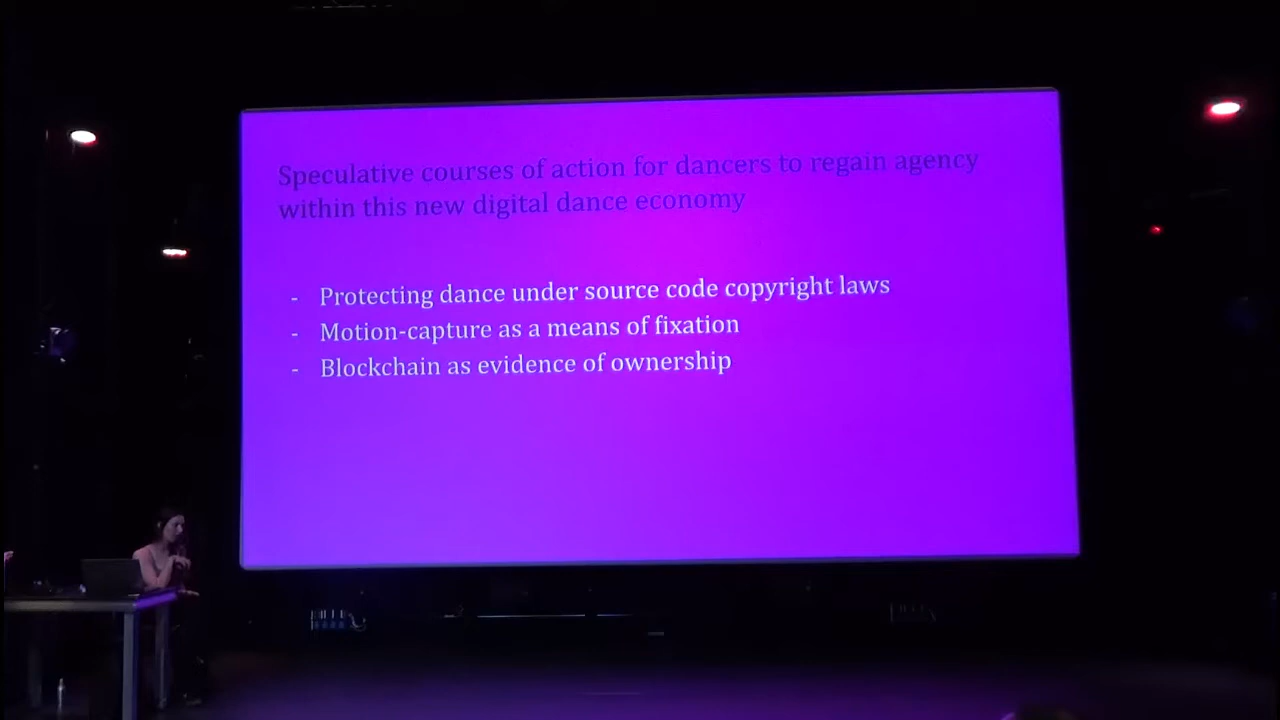 Speculative courses of action for dancers to regain agency
within this new digital dance economy
- Protecting dance under source code copyright laws
- Motion-capture as a means of fixation
- Blockchain as evidence of ownership